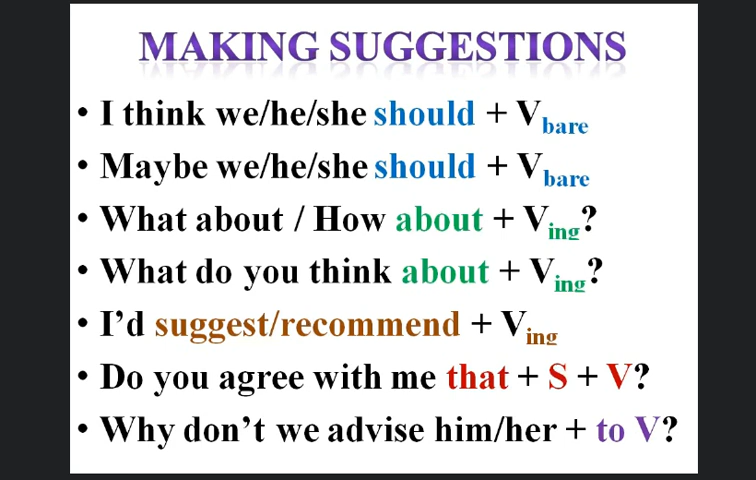 MAKING SUGGESTIONS
• I think we/he/she should + Vbare
• Maybe we/he/she should + Vbare
• What about / How about + Ving?
• What do you think about + Ving?
• I’d suggest/recommend + Ving
• Do you agree with me that + S + V?
• Why don’t we advise him/her + to V?